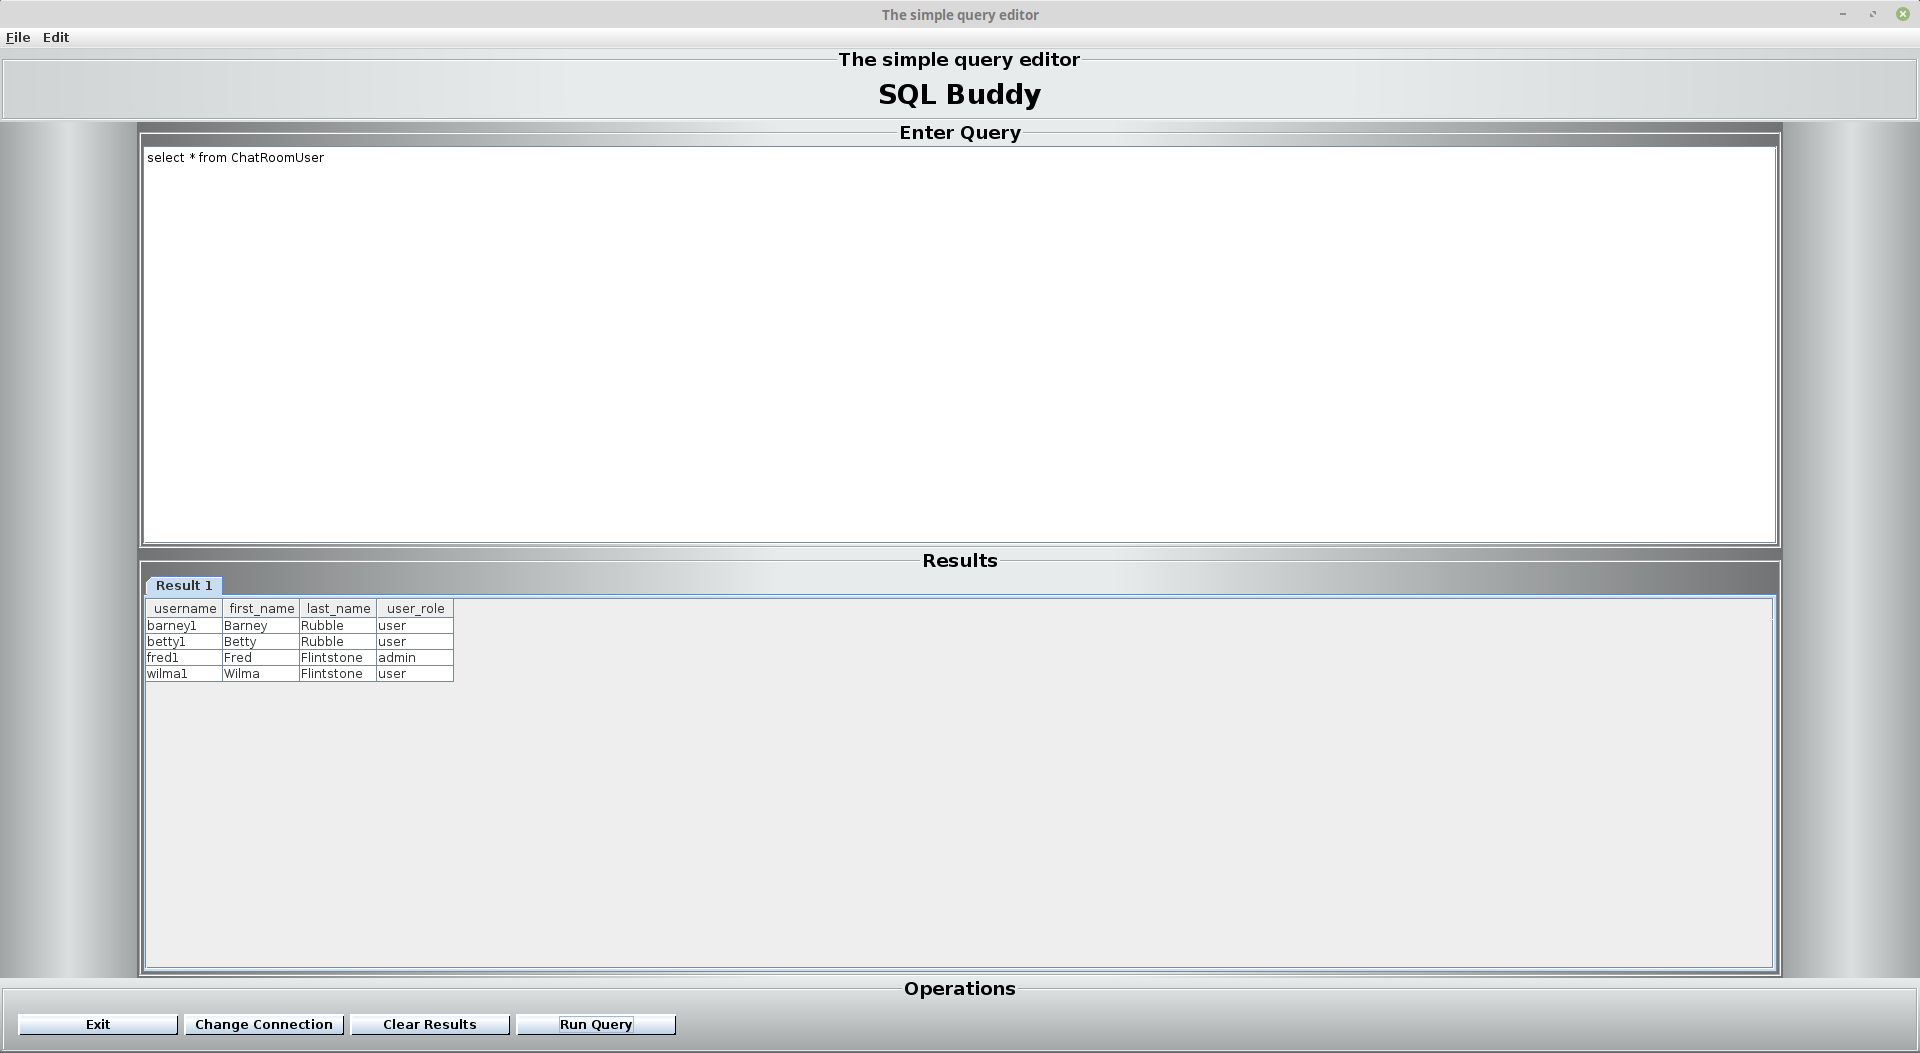 The simple query editor
File Edit
The simple query editor
SQL Buddy
Enter Query
select * from ChatRoomUser
Results
Result 1
username first_name last_name user_role
barney1 Barney Rubble user
betty1 Betty Rubble user
fred1 Fred Flintstone admin
wilma1 Wilma Flintstone user
Operations
Exit Change Connection Clear Results Run Query